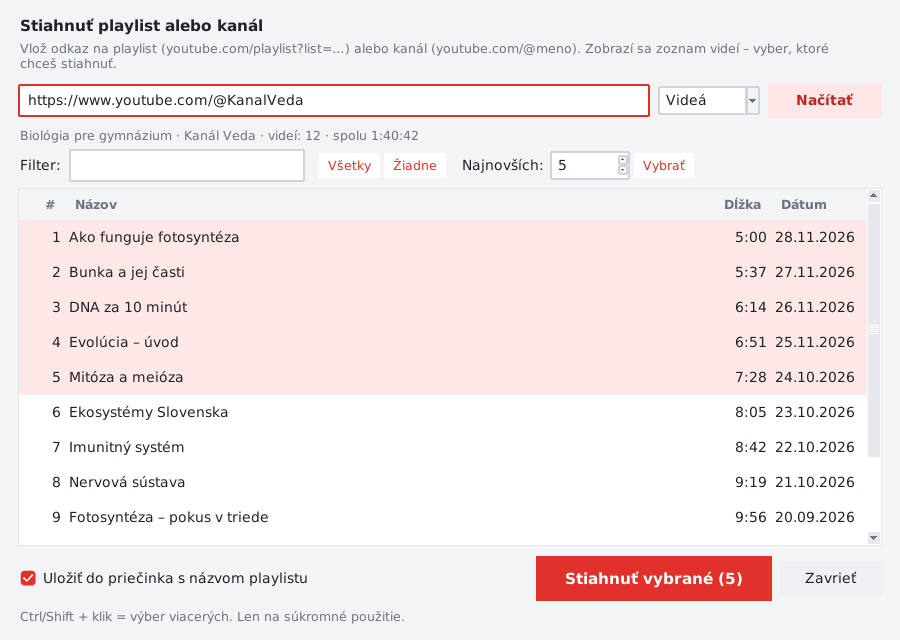 Stiahnuť playlist alebo kanál
Vlož odkaz na playlist (youtube.com/playlist?list=...) alebo kanál (youtube.com/@meno). Zobrazí sa zoznam videí – vyber, ktoré
chceš stiahnuť.
https://www.youtube.com/@KanalVeda Videá Načítať
Biológia pre gymnázium · Kanál Veda · videí: 12 · spolu 1:40:42
Filter: Všetky Žiadne Najnovších: 5 Vybrať
# Názov Dĺžka Dátum
1 Ako funguje fotosyntéza 5:00 28.11.2026
2 Bunka a jej časti 5:37 27.11.2026
3 DNA za 10 minút 6:14 26.11.2026
4 Evolúcia – úvod 6:51 25.11.2026
5 Mitóza a meióza 7:28 24.10.2026
6 Ekosystémy Slovenska 8:05 23.10.2026
7 Imunitný systém 8:42 22.10.2026
8 Nervová sústava 9:19 21.10.2026
9 Fotosyntéza – pokus v triede 9:56 20.09.2026
Uložiť do priečinka s názvom playlistu Stiahnuť vybrané (5) Zavrieť
Ctrl/Shift + klik = výber viacerých. Len na súkromné použitie.